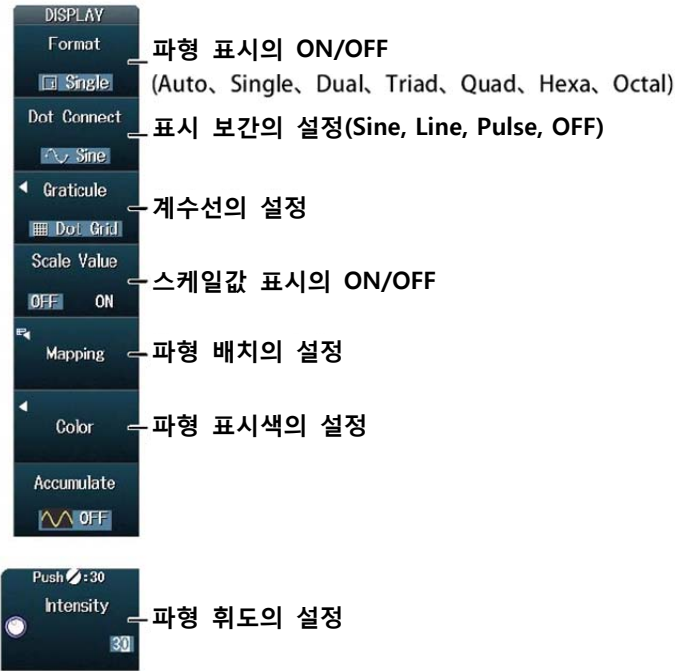 DISPLAY
Format
Single
파형 표시의 ON/OFF
(Auto、Single、Dual、Triad、Quad、Hexa、Octal)
Dot Connect
Sine
표시 보간의 설정(Sine, Line, Pulse, OFF)
Graticule
Dot Grid
계수선의 설정
Scale Value
OFF ON
스케일값 표시의 ON/OFF
Mapping
파형 배치의 설정
Color
파형 표시색의 설정
Accumulate
OFF
Push:30
Intensity
30
파형 휘도의 설정